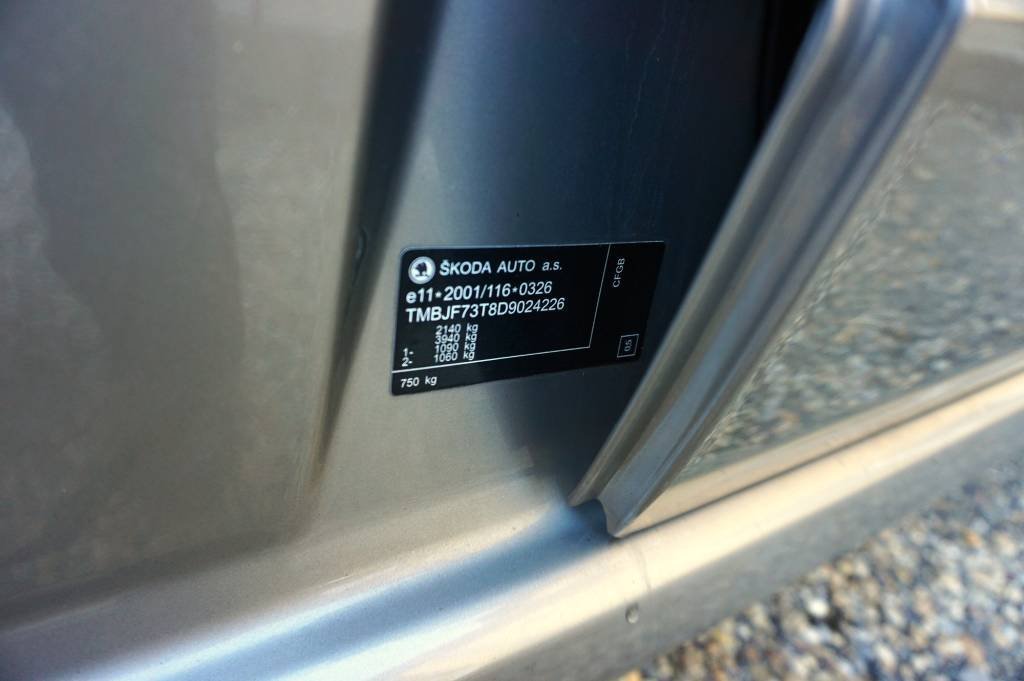 ŠKODA AUTO a.s.
e11*2001/116*0326
TMBJF73T8D9024226
2140 kg
3940 kg
1- 1090 kg
2- 1060 kg
750 kg
CFGB
05